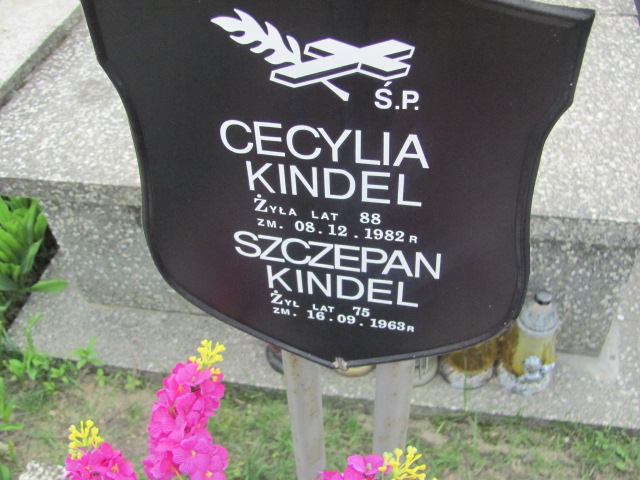 Ś.P.
CECYLIA
KINDEL
ŻYŁA LAT 88
ZM. 08.12.1982 R
SZCZEPAN
KINDEL
ŻYŁ LAT 75
ZM. 16.09.1963 R